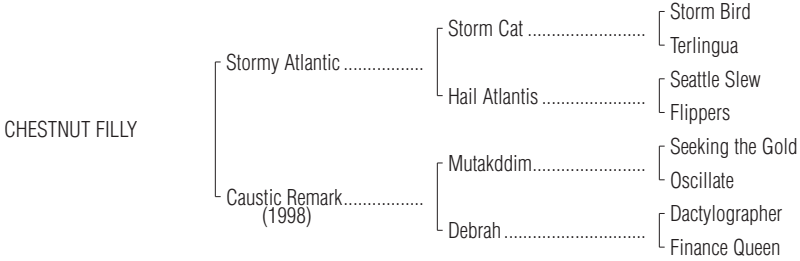 Storm Bird
Storm Cat ........................
Terlingua
Stormy Atlantic .................
Seattle Slew
Hail Atlantis ......................
Flippers
CHESTNUT FILLY
Seeking the Gold
Mutakddim........................
Oscillate
Caustic Remark.................
(1998)
Dactylographer
Debrah ..............................
Finance Queen